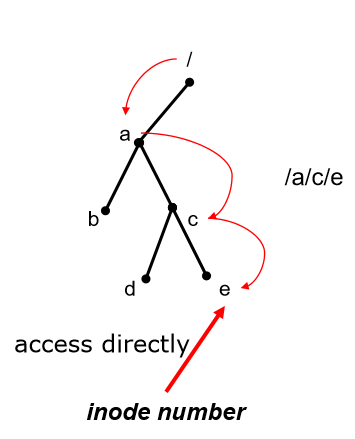 /
a
/a/c/e
b
c
d
e
access directly
inode number